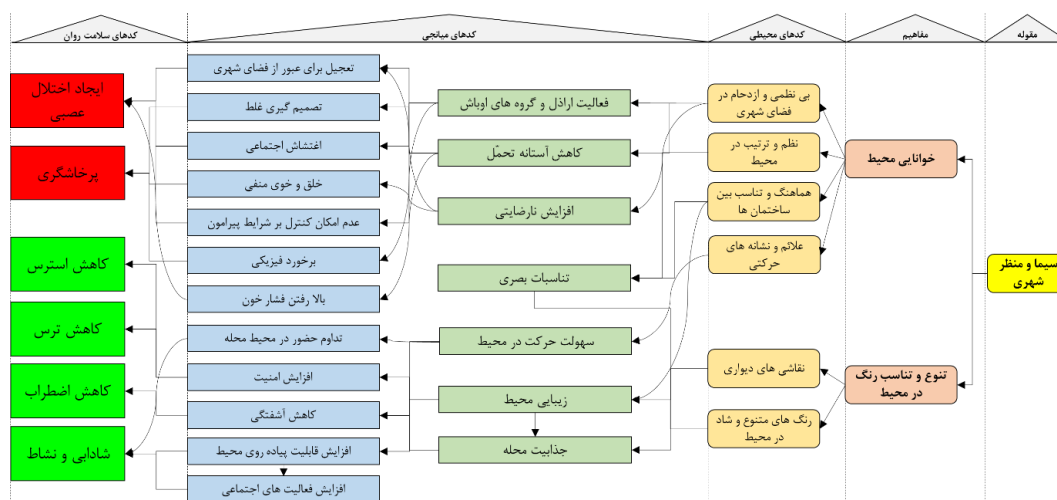 مقوله
مفاهیم
کدهای محیطی
کدهای میانجی
کدهای سلامت روان
سیما و منظر
شهری
خوانایی محیط
تنوع و تناسب رنگ
در محیط
بی نظمی و ازدحام در
فضای شهری
نظم و ترتیب در
محیط
هماهنگ و تناسب بین
ساختمان ها
علائم و نشانه های
حرکتی
نقاشی های دیواری
رنگ های متنوع و شاد
در محیط
فعالیت اراذل و گروه های اوباش
کاهش آستانه تحمّل
افزایش نارضایتی
تناسبات بصری
سهولت حرکت در محیط
زیبایی محیط
جذابیت محله
تعجیل برای عبور از فضای شهری
تصمیم گیری غلط
اغتشاش اجتماعی
خلق و خوی منفی
عدم امکان کنترل بر شرایط پیرامون
برخورد فیزیکی
بالا رفتن فشار خون
تداوم حضور در محیط محله
افزایش امنیت
کاهش آشفتگی
افزایش قابلیت پیاده روی محیط
افزایش فعالیت های اجتماعی
ایجاد اختلال
عصبی
پرخاشگری
کاهش استرس
کاهش ترس
کاهش اضطراب
شادابی و نشاط